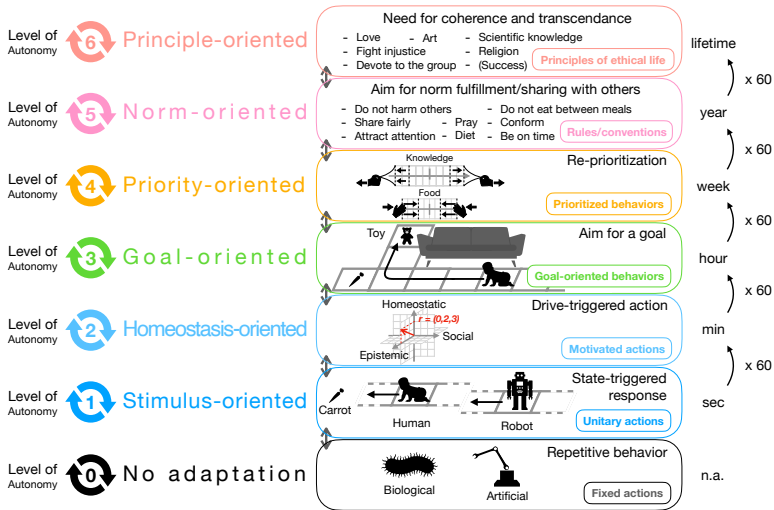 Need for coherence and transcendence
Level of
Autonomy
6
Principle-oriented
- Love
- Art
- Scientific knowledge
- Fight injustice
- Religion
- Devote to the group
- (Success)
Principles of ethical life
lifetime
x 60
Aim for norm fulfillment/sharing with others
Level of
Autonomy
5
Norm-oriented
- Do not harm others
- Do not eat between meals
- Share fairly
- Pray
- Conform
- Attract attention
- Diet
- Be on time
Rules/conventions
year
x 60
Level of
Autonomy
4
Priority-oriented
Knowledge
Food
Re-prioritization
Prioritized behaviors
week
x 60
Level of
Autonomy
3
Goal-oriented
Toy
Aim for a goal
Goal-oriented behaviors
hour
x 60
Level of
Autonomy
2
Homeostasis-oriented
Homeostatic
r = (0,2,3)
Social
Epistemic
Drive-triggered action
Motivated actions
min
x 60
Level of
Autonomy
1
Stimulus-oriented
Carrot
Human
Robot
State-triggered
response
Unitary actions
sec
Level of
Autonomy
0
No adaptation
Biological
Artificial
Repetitive behavior
Fixed actions
n.a.